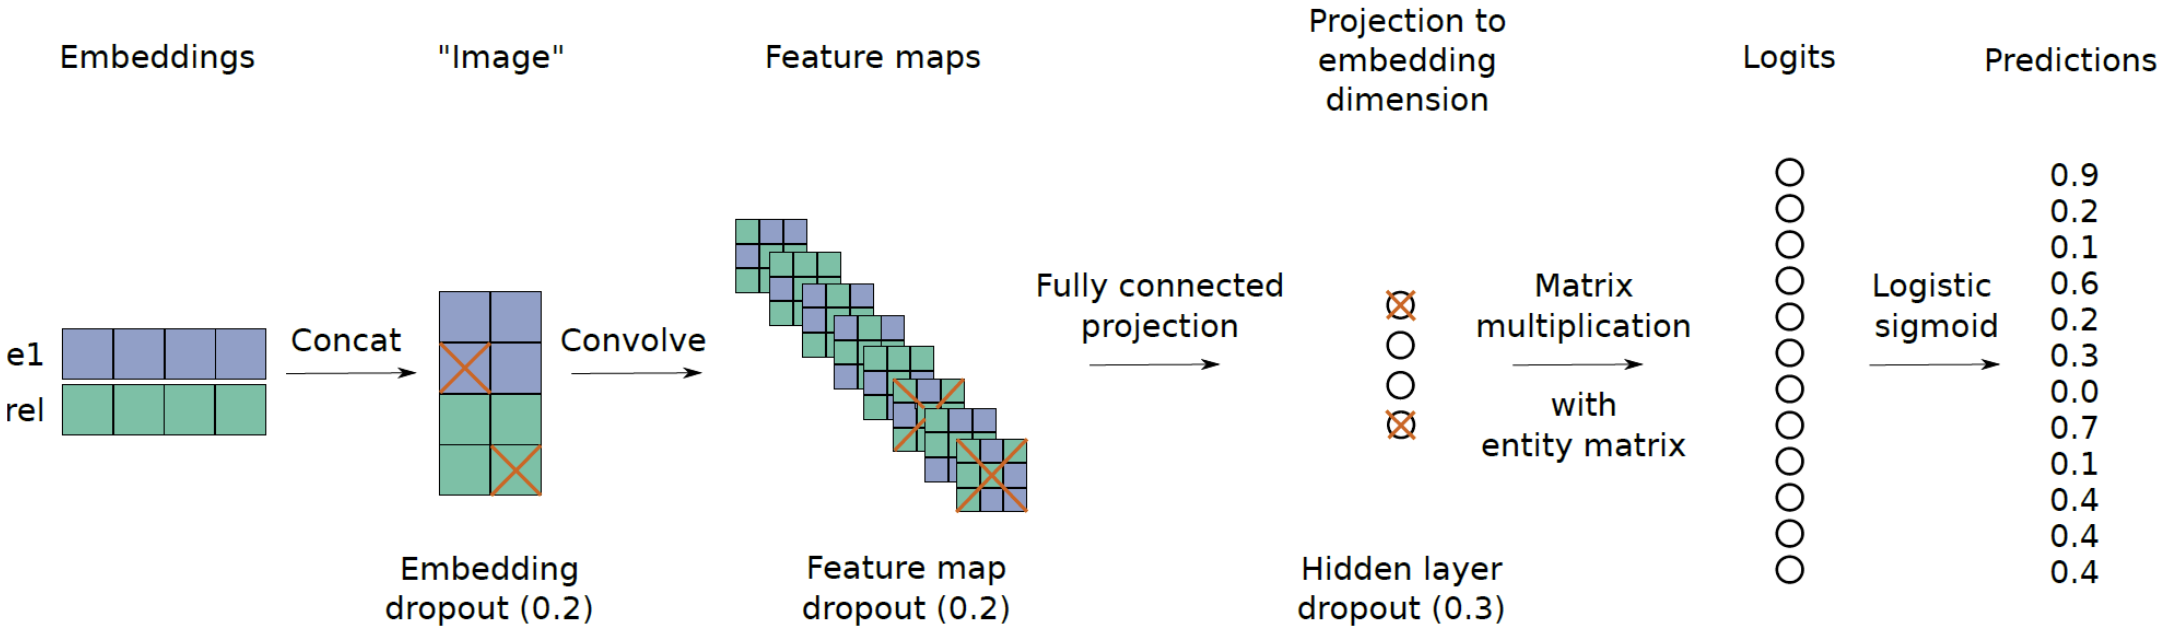 Embeddings
"Image"
Feature maps
Projection to
embedding
dimension
Logits
Predictions
e1
rel
Concat
Convolve
Fully connected
projection
Matrix
multiplication
with
entity matrix
Logistic
sigmoid
0.9
0.2
0.1
0.6
0.2
0.3
0.0
0.7
0.1
0.4
0.4
0.4
Embedding
dropout (0.2)
Feature map
dropout (0.2)
Hidden layer
dropout (0.3)